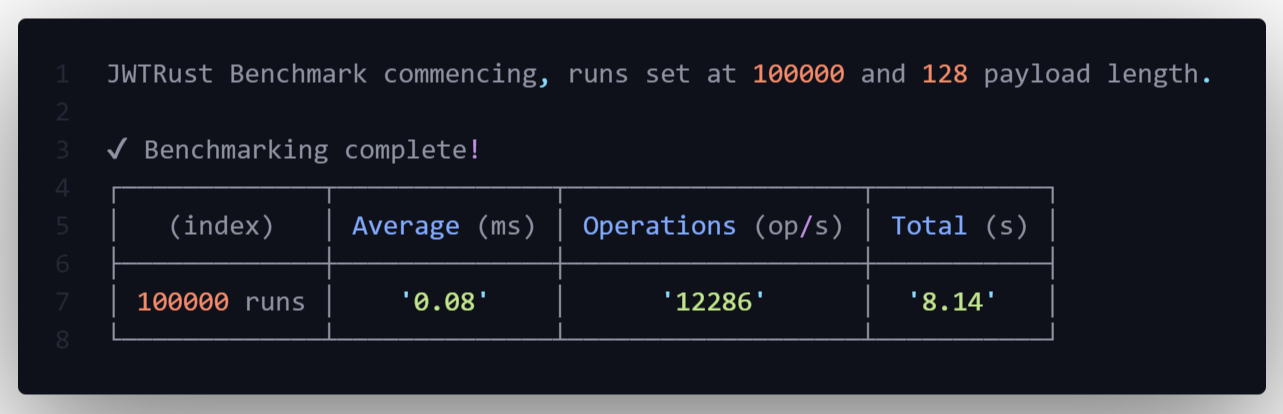 1 JWTRust Benchmark commencing, runs set at 100000 and 128 payload length.
2
3 ✓ Benchmarking complete!
4
5 (index) Average (ms) Operations (op/s) Total (s)
6
7 100000 runs '0.08' '12286' '8.14'
8